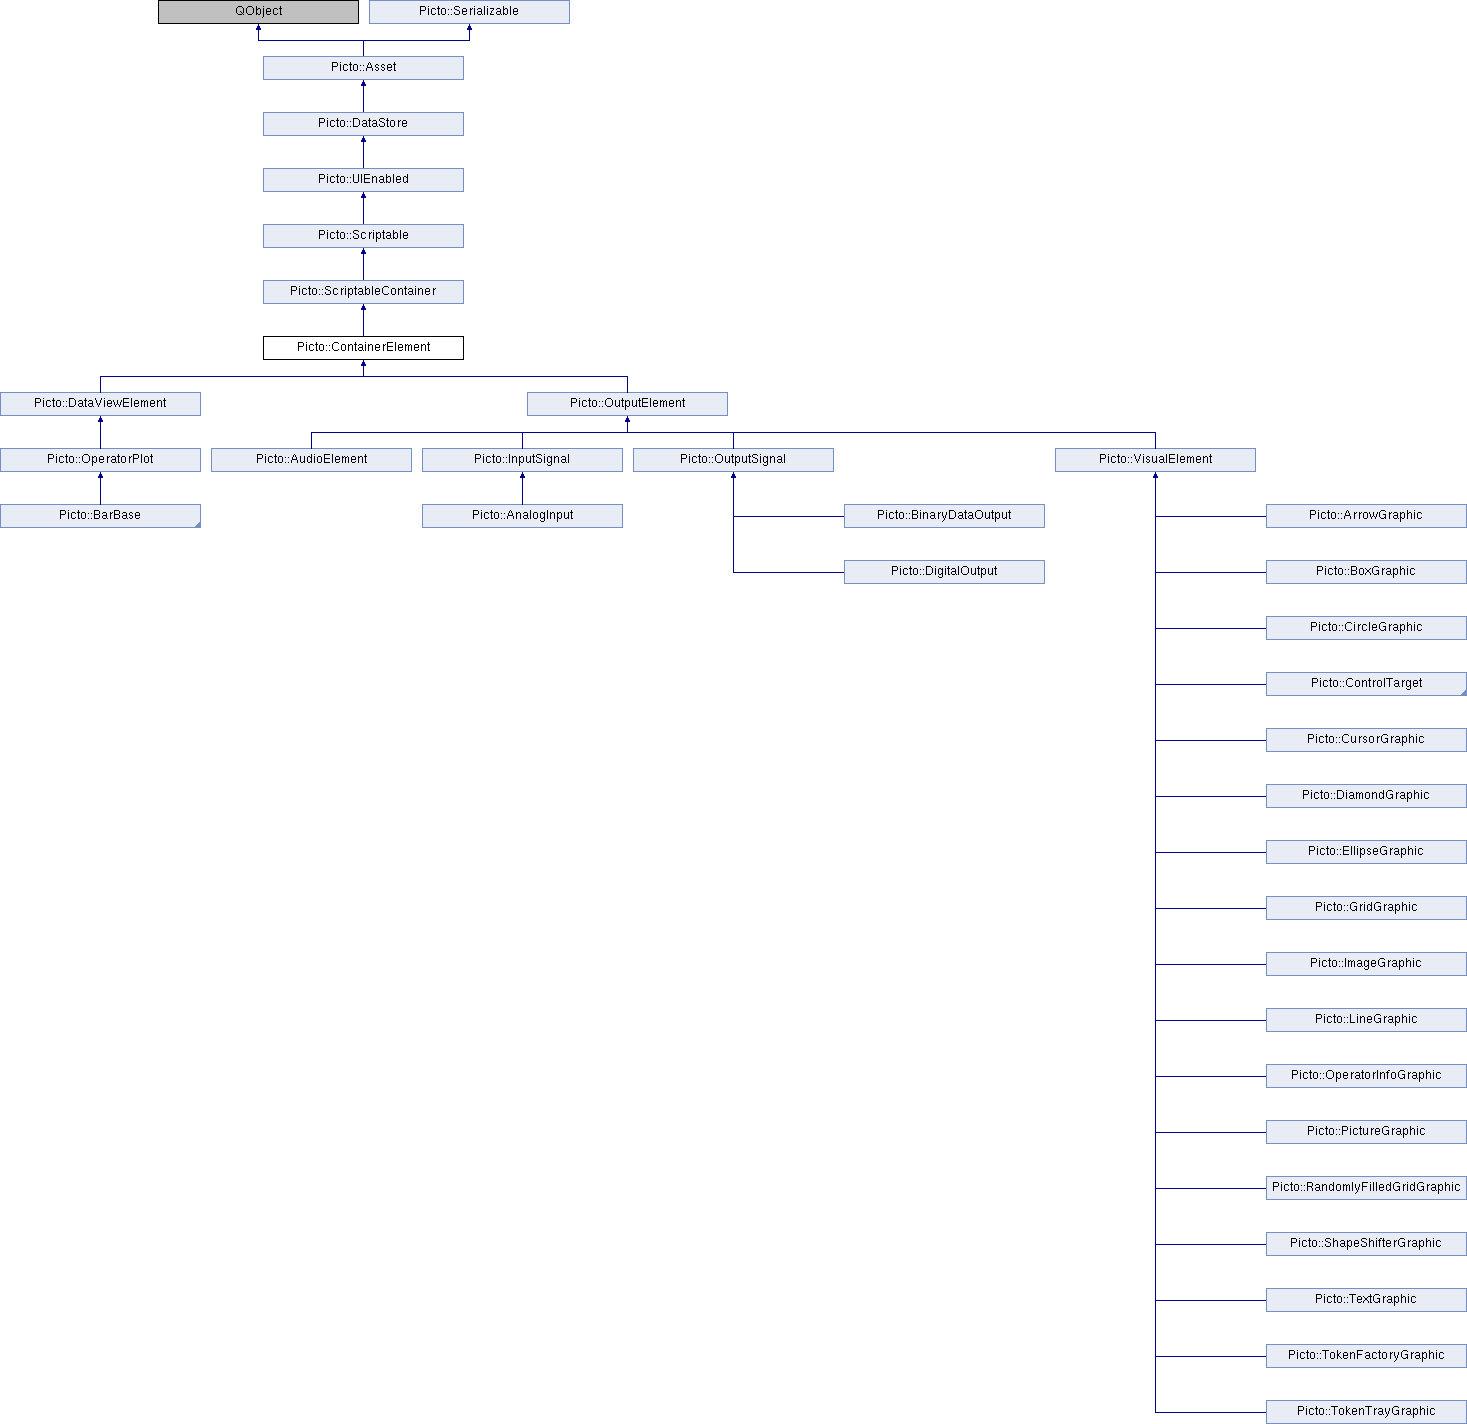 QObject
Picto::Serializable
Picto::Asset
Picto::DataStore
Picto::UIEnabled
Picto::Scriptable
Picto::ScriptableContainer
Picto::ContainerElement
Picto::DataViewElement
Picto::OutputElement
Picto::OperatorPlot
Picto::AudioElement
Picto::InputSignal
Picto::OutputSignal
Picto::VisualElement
Picto::BarBase
Picto::AnalogInput
Picto::BinaryDataOutput
Picto::ArrowGraphic
Picto::DigitalOutput
Picto::BoxGraphic
Picto::CircleGraphic
Picto::ControlTarget
Picto::CursorGraphic
Picto::DiamondGraphic
Picto::EllipseGraphic
Picto::GridGraphic
Picto::ImageGraphic
Picto::LineGraphic
Picto::OperatorInfoGraphic
Picto::PictureGraphic
Picto::RandomlyFilledGridGraphic
Picto::ShapeShifterGraphic
Picto::TextGraphic
Picto::TokenFactoryGraphic
Picto::TokenTrayGraphic